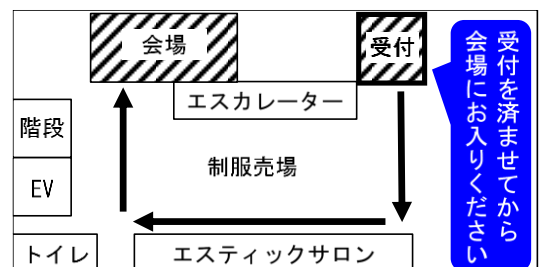 会場
受付
受付を済ませてから
会場にお入りください
エスカレーター
階段
制服売場
EV
トイレ
エスティックサロン